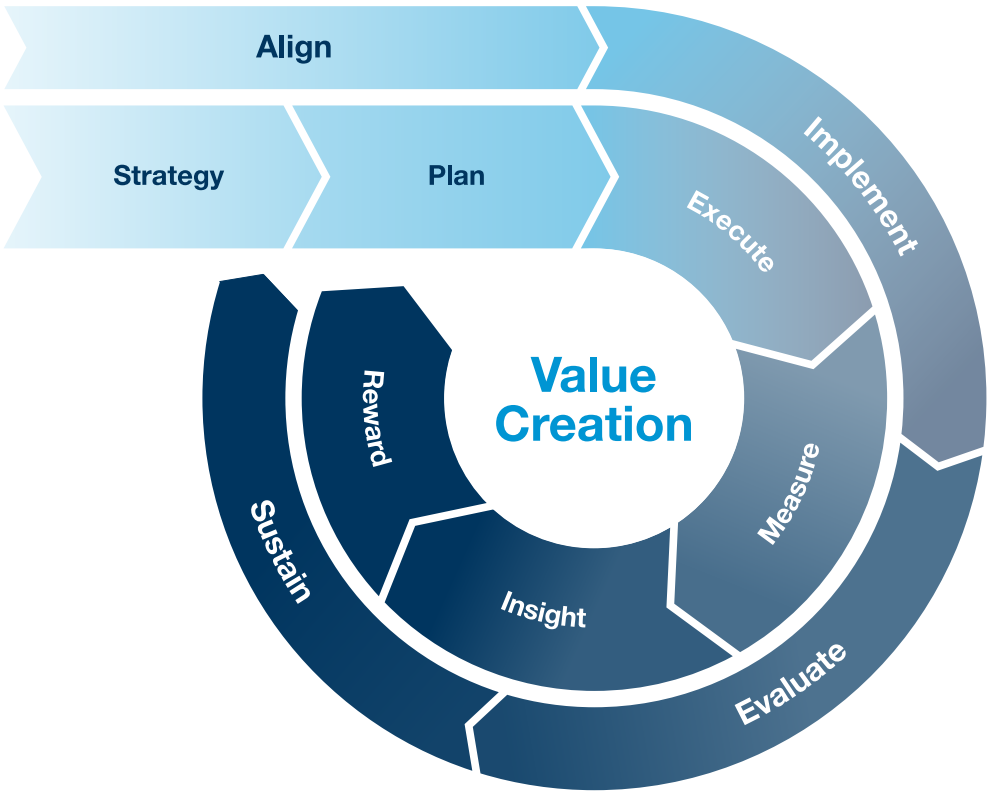 Align
Strategy
Plan
Implement
Execute
Value
Creation
Measure
Evaluate
Insight
Reward
Sustain